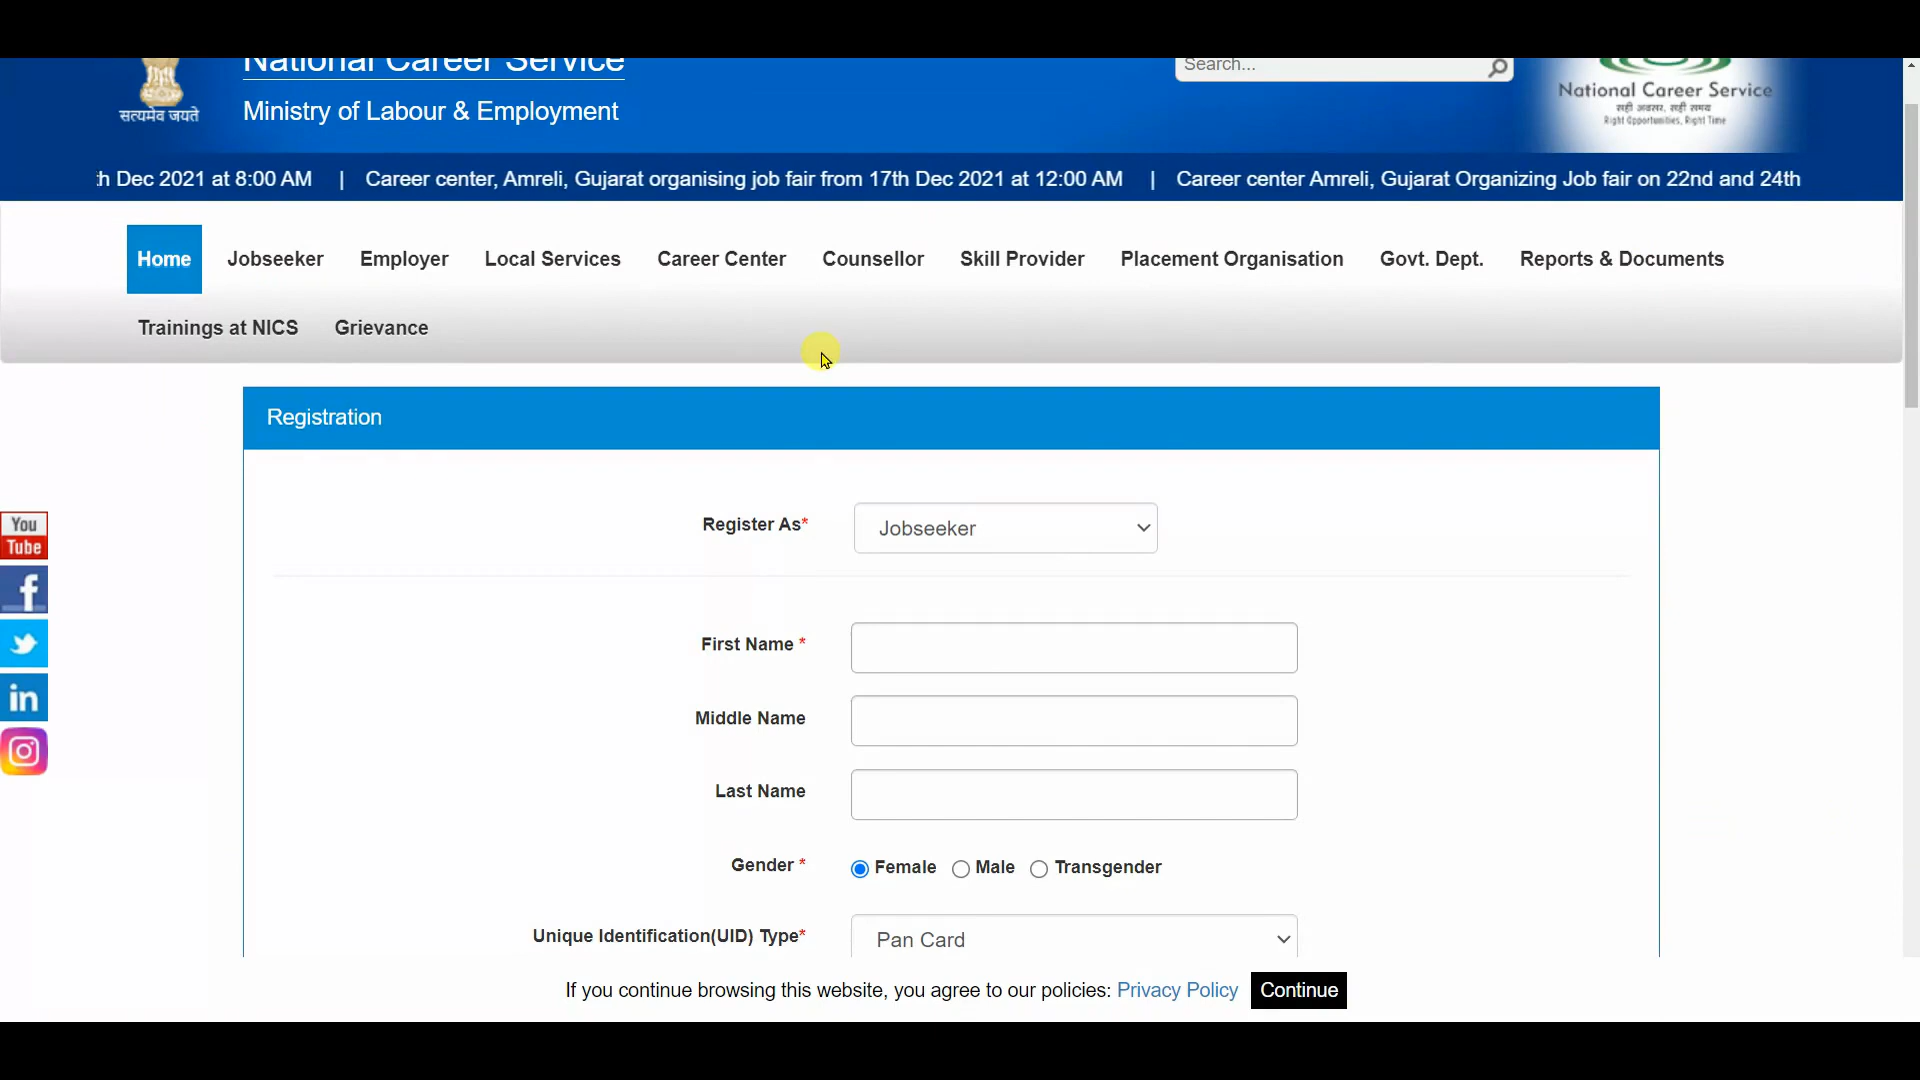 National Career Service
Ministry of Labour & Employment
सत्यमेव जयते
Search...
National Career Service
सही अवसर, सही समय
Right Opportunities, Right Time
h Dec 2021 at 8:00 AM | Career center, Amreli, Gujarat organising job fair from 17th Dec 2021 at 12:00 AM | Career center Amreli, Gujarat Organizing Job fair on 22nd and 24th
Home Jobseeker Employer Local Services Career Center Counsellor Skill Provider Placement Organisation Govt. Dept. Reports & Documents
Trainings at NICS Grievance
Registration
Register As* Jobseeker
First Name *
Middle Name
Last Name
Gender * Female Male Transgender
Unique Identification(UID) Type* Pan Card
You
Tube
f
in
If you continue browsing this website, you agree to our policies: Privacy Policy Continue